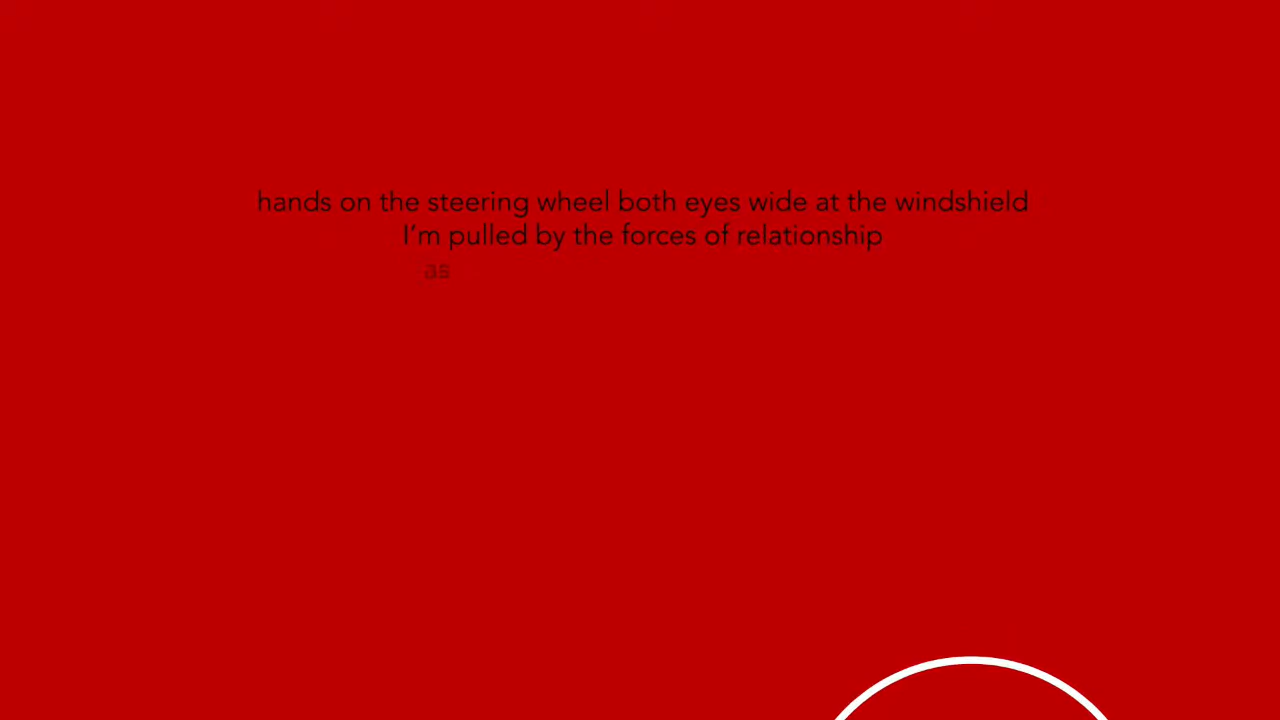 hands on the steering wheel both eyes wide at the windshield
I'm pulled by the forces of relationship
as